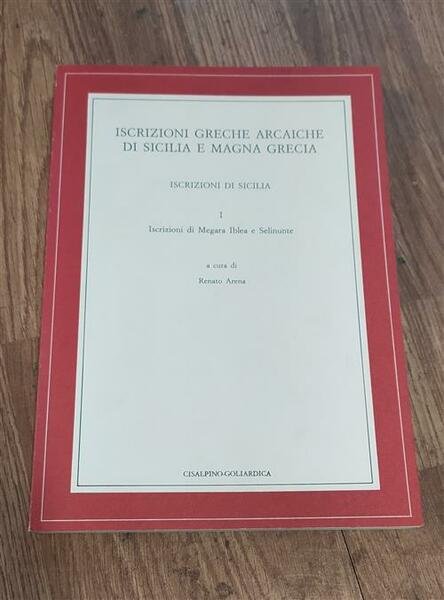 ISCRIZIONI GRECHE ARCAICHE
DI SICILIA E MAGNA GRECIA
ISCRIZIONI DI SICILIA
I
Iscrizioni di Megara Iblea e Selinunte
a cura di
Renato Arena
CISALPINO-GOLIARDICA